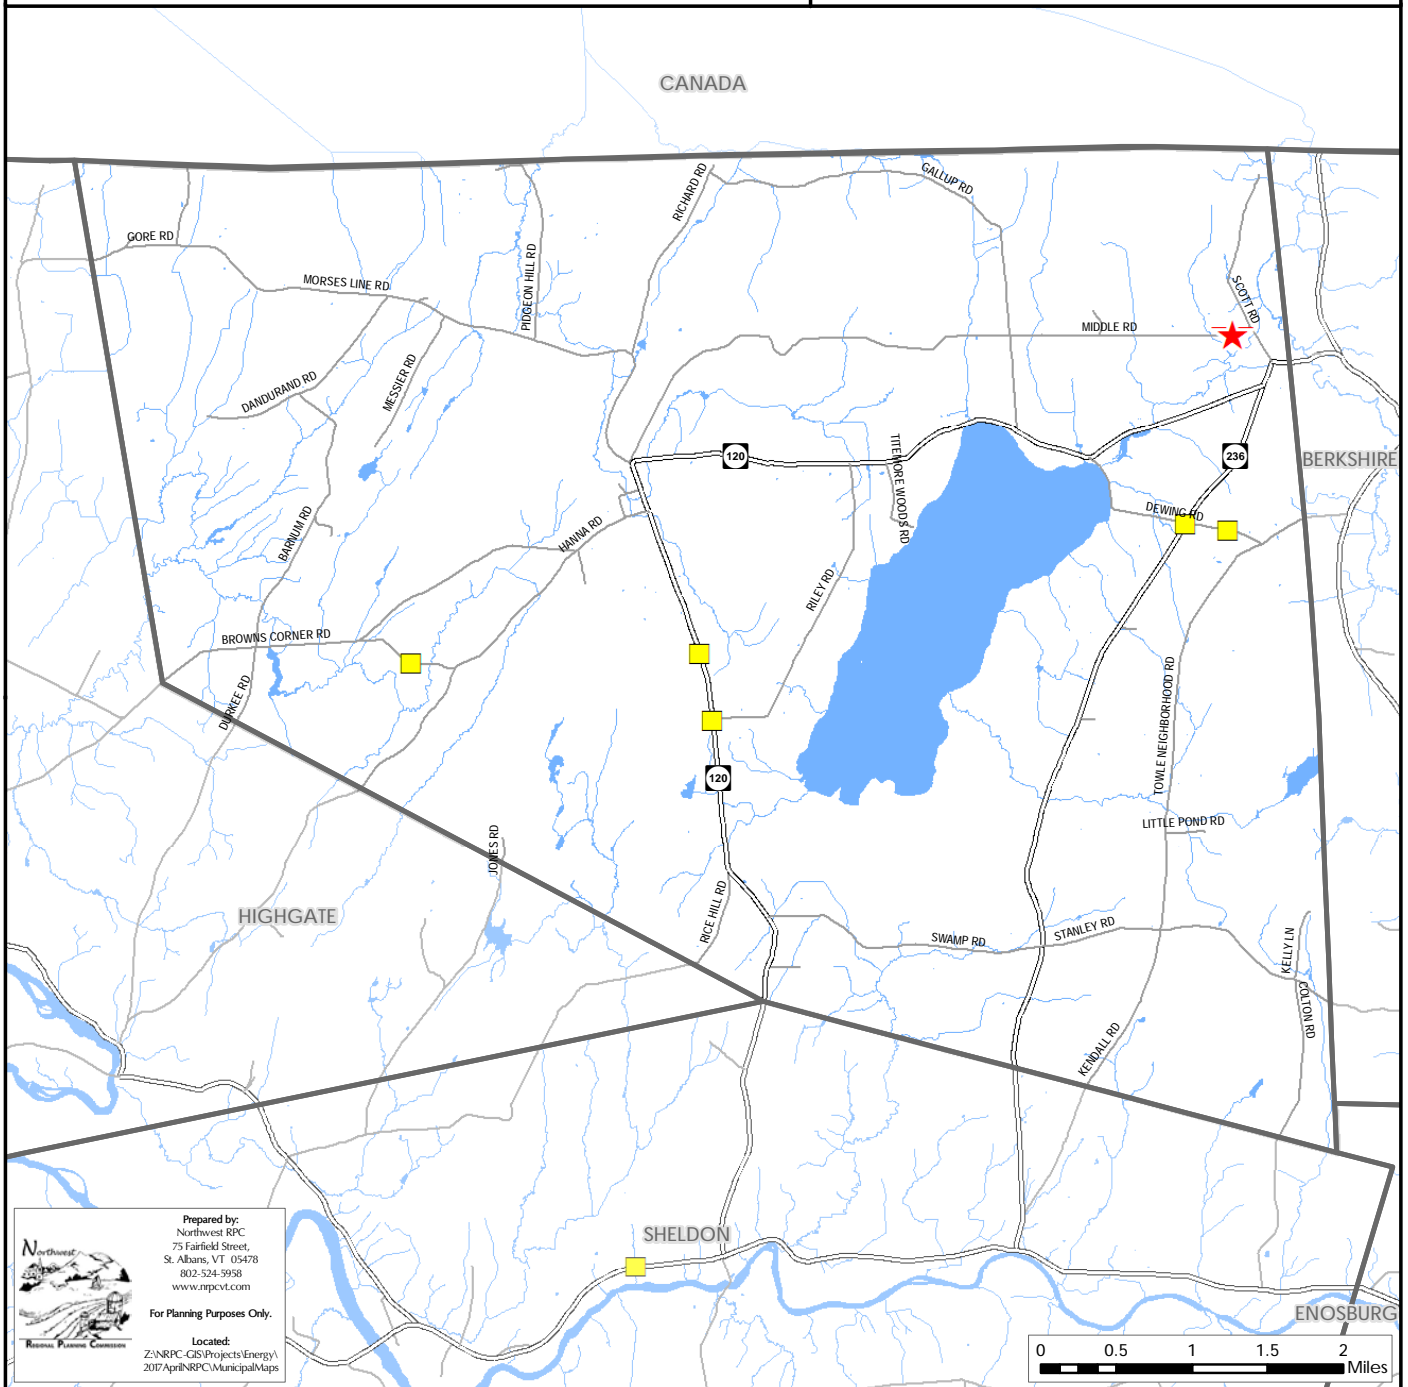 CANADA
RICHARD RD
GALLUP RD
GORE RD
MORSES LINE RD
PIDGEON HILL RD
SCOTT RD
MIDDLE RD
DANDURAND RD
MESSIER RD
120
TITEMORE WOODS RD
236
BERKSHIRE
BARNUM RD
HANNA RD
DEWING RD
RILEY RD
BROWNS CORNER RD
DURKEE RD
TOWLE NEIGHBORHOOD RD
120
LITTLE POND RD
JONES RD
HIGHGATE
RICE HILL RD
SWAMP RD
STANLEY RD
KELLY LN
COLTON RD
KENDALL RD
SHELDON
ENOSBURG
Northwest
REGIONAL PLANNING COMMISSION
Prepared by:
Northwest RPC
75 Fairfield Street,
St. Albans, VT 05478
802-524-5958
www.nrpcvt.com
For Planning Purposes Only.
Located:
Z:\NRPC-GIS\Projects\Energy\
2017AprilNRPC\MunicipalMaps
0 0.5 1 1.5 2
Miles